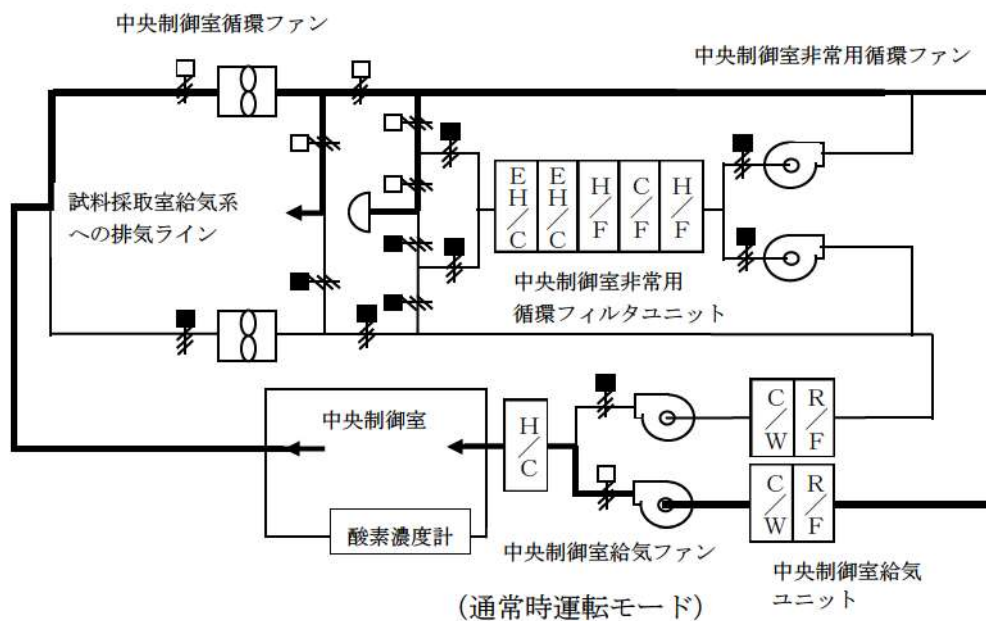 中央制御室循環ファン
中央制御室非常用循環ファン
試料採取室給気系
への排気ライン
EH/C
EH/C
H/F
C/F
H/F
中央制御室非常用
循環フィルタユニット
中央制御室
酸素濃度計
H/C
C/W
R/F
C/W
R/F
中央制御室給気ファン
中央制御室給気
ユニット
(通常時運転モード)